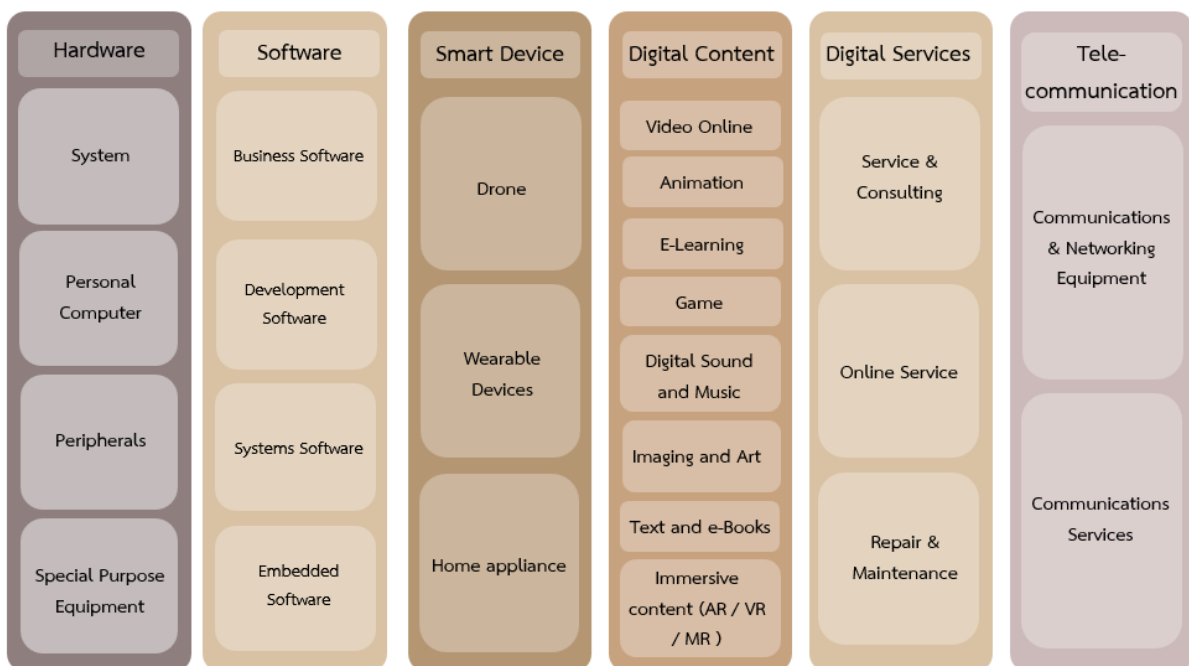 Hardware
System
Personal
Computer
Peripherals
Special Purpose
Equipment
Software
Business Software
Development
Software
Systems Software
Embedded
Software
Smart Device
Drone
Wearable
Devices
Home appliance
Digital Content
Video Online
Animation
E-Learning
Game
Digital Sound
and Music
Imaging and Art
Text and e-Books
Immersive
content (AR / VR
/ MR )
Digital Services
Service &
Consulting
Online Service
Repair &
Maintenance
Tele-
communication
Communications
& Networking
Equipment
Communications
Services